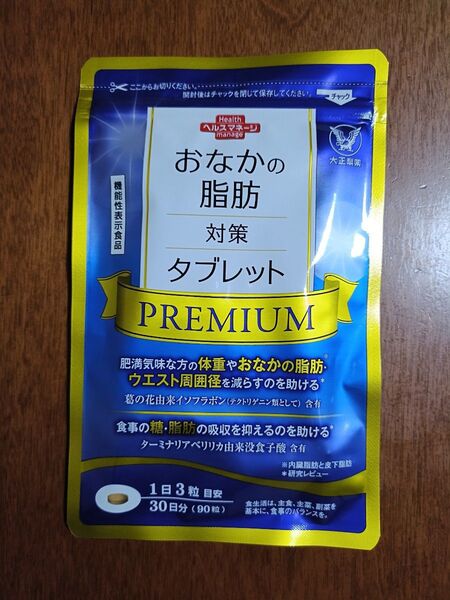 ここからお切りください。
開封後はチャックを閉じて保存してください。
チャック
Health
ヘルスマネージ
manage
大正製薬
おなかの
脂肪
対策
タブレット
機能性表示食品
PREMIUM
肥満気味な方の体重やおなかの脂肪※・
ウエスト周囲径を減らすのを助ける*
葛の花由来イソフラボン(テクトリゲニン類として)含有
食事の糖・脂肪の吸収を抑えるのを助ける*
ターミナリアベリリカ由来没食子酸 含有
※内臓脂肪と皮下脂肪
*研究レビュー
1日3粒 目安
30日分(90粒)
食生活は、主食、主菜、副菜を
基本に、食事のバランスを。